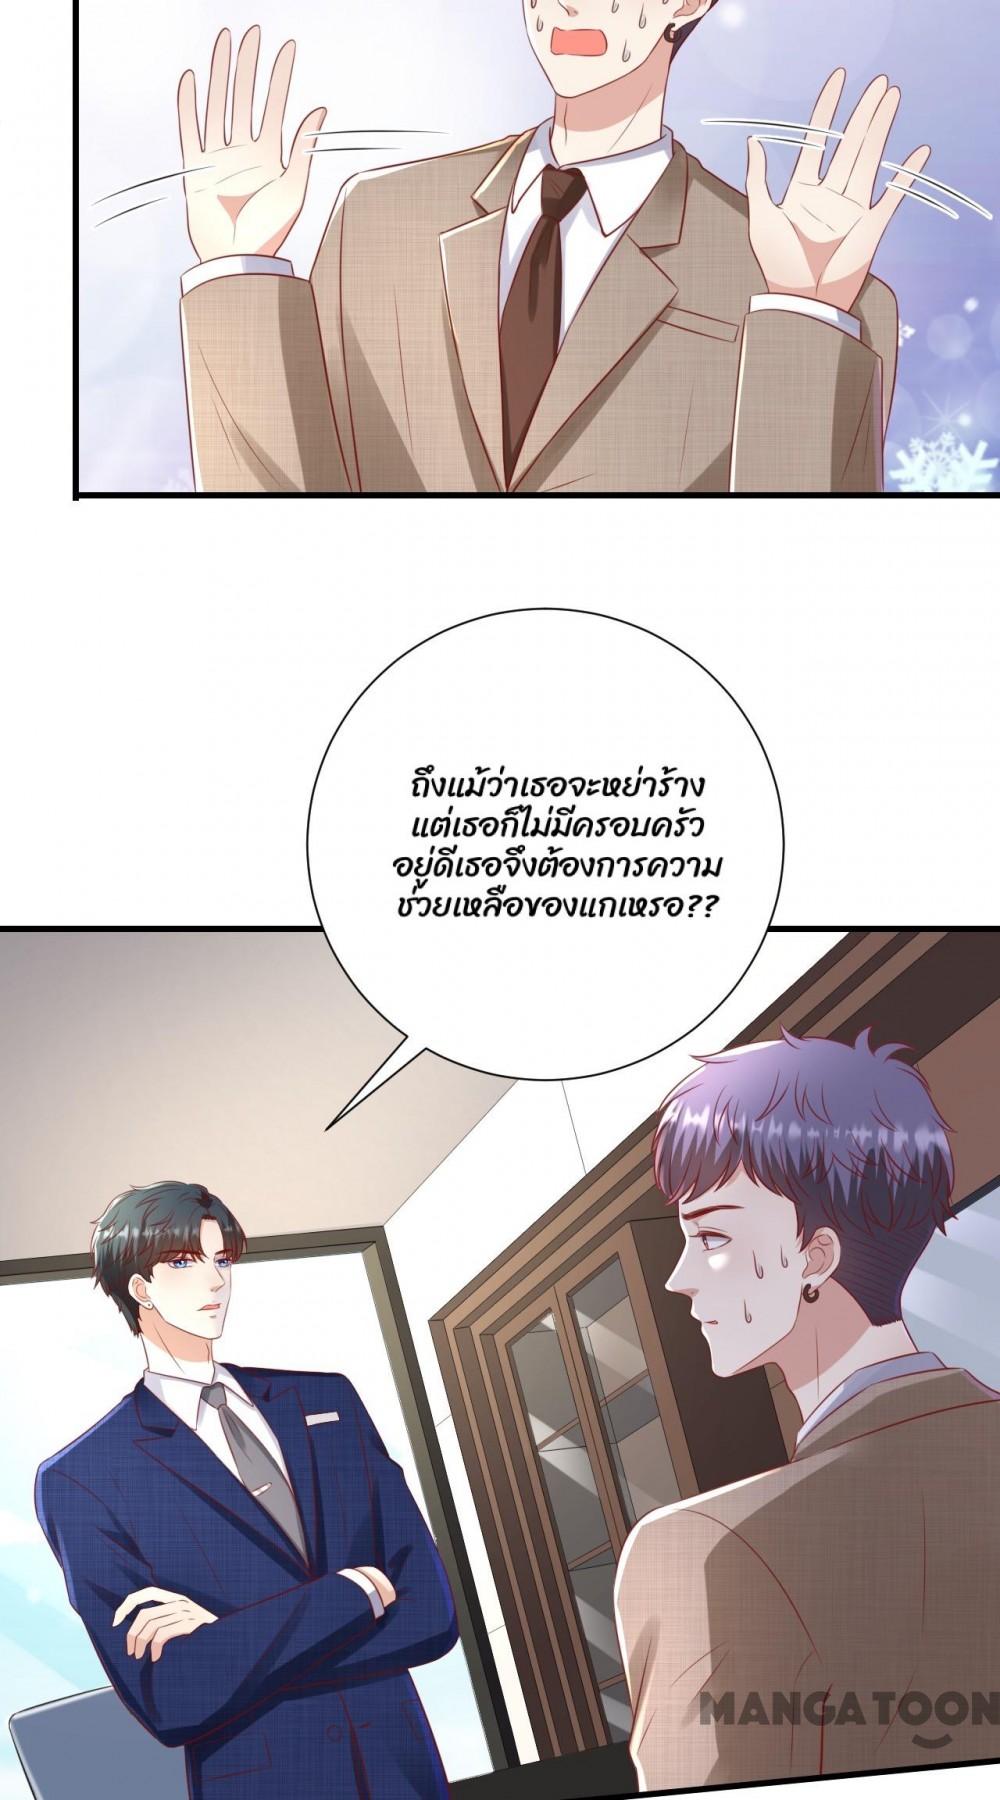 ถึงแม้ว่าเธอจะหย่าร้าง
แต่เธอก็ไม่มีครอบครัว
อยู่ดีเธอจึงต้องการความ
ช่วยเหลือของแกเหรอ??
MANGATOON